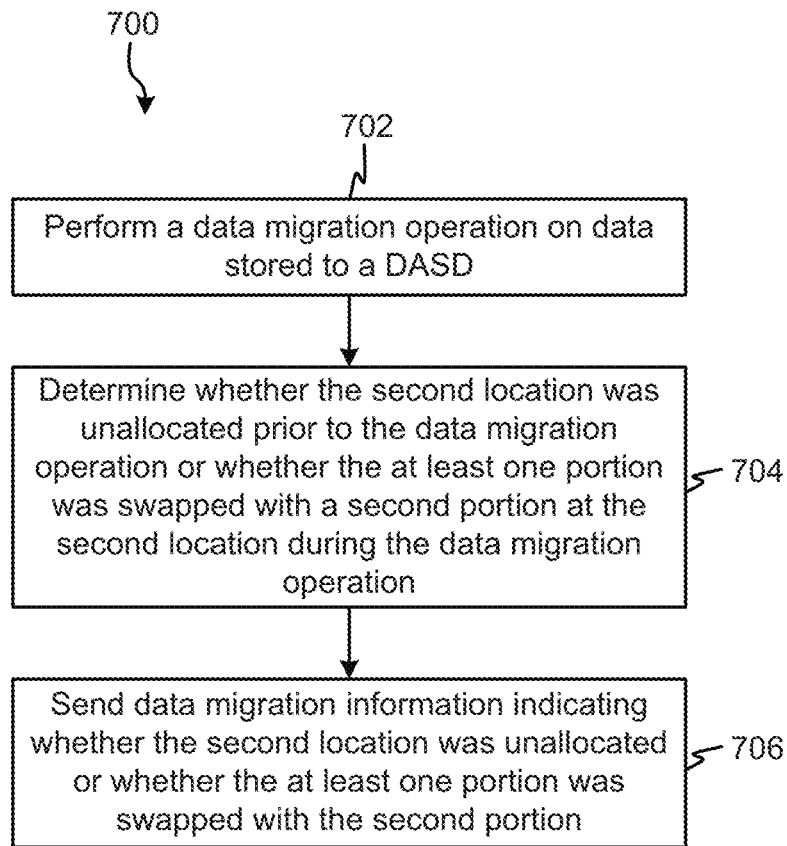 700
702
Perform a data migration operation on data
stored to a DASD
Determine whether the second location was
unallocated prior to the data migration
operation or whether the at least one portion
was swapped with a second portion at the
second location during the data migration
operation
704
Send data migration information indicating
whether the second location was unallocated
or whether the at least one portion was
swapped with the second portion
706